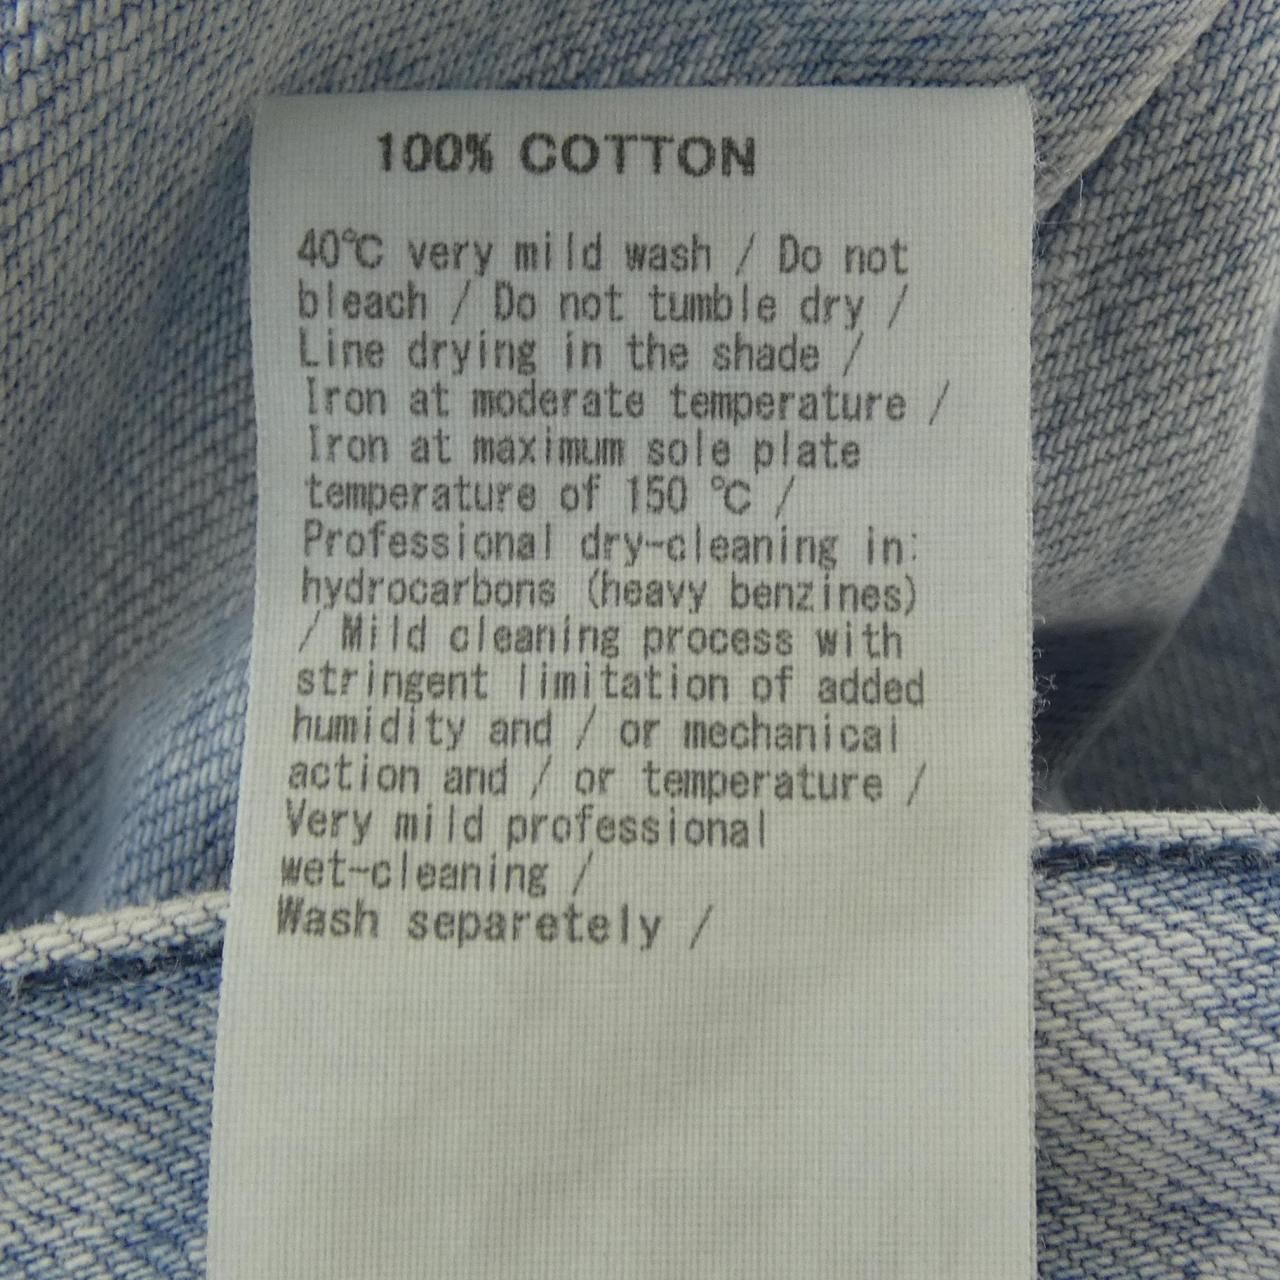 100% COTTON
40℃ very mild wash / Do not
bleach / Do not tumble dry /
Line drying in the shade /
Iron at moderate temperature /
Iron at maximum sole plate
temperature of 150 ℃ /
Professional dry-cleaning in:
hydrocarbons (heavy benzines)
/ Mild cleaning process with
stringent limitation of added
humidity and / or mechanical
action and / or temperature /
Very mild professional
wet-cleaning /
Wash separetely /